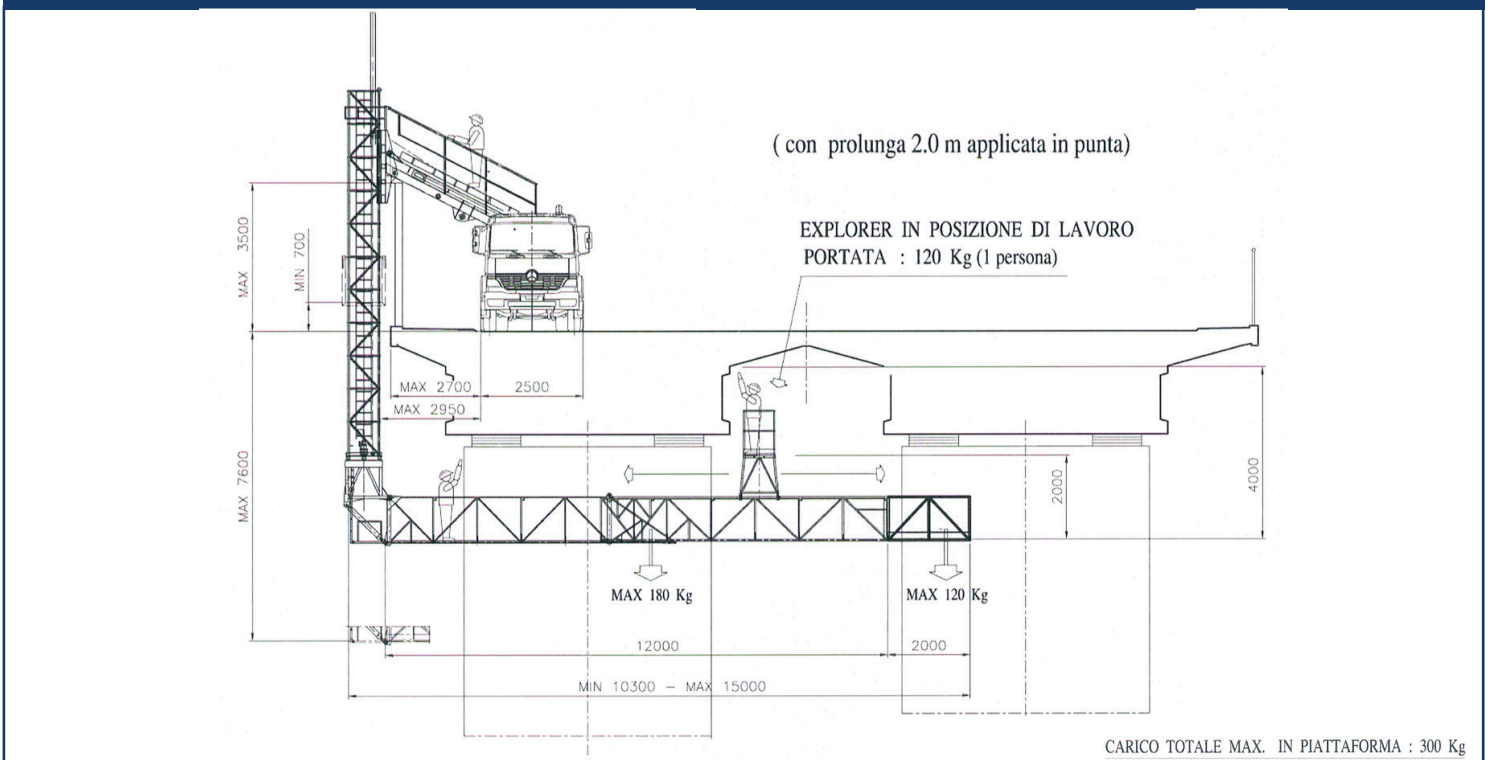 ( con prolunga 2.0 m applicata in punta)
EXPLORER IN POSIZIONE DI LAVORO
PORTATA : 120 Kg (1 persona)
MAX 3500
MIN 700
MAX 2700
2500
MAX 2950
MAX 7600
2000
4000
MAX 180 Kg
MAX 120 Kg
12000
2000
MIN 10300 – MAX 15000
CARICO TOTALE MAX. IN PIATTAFORMA : 300 Kg